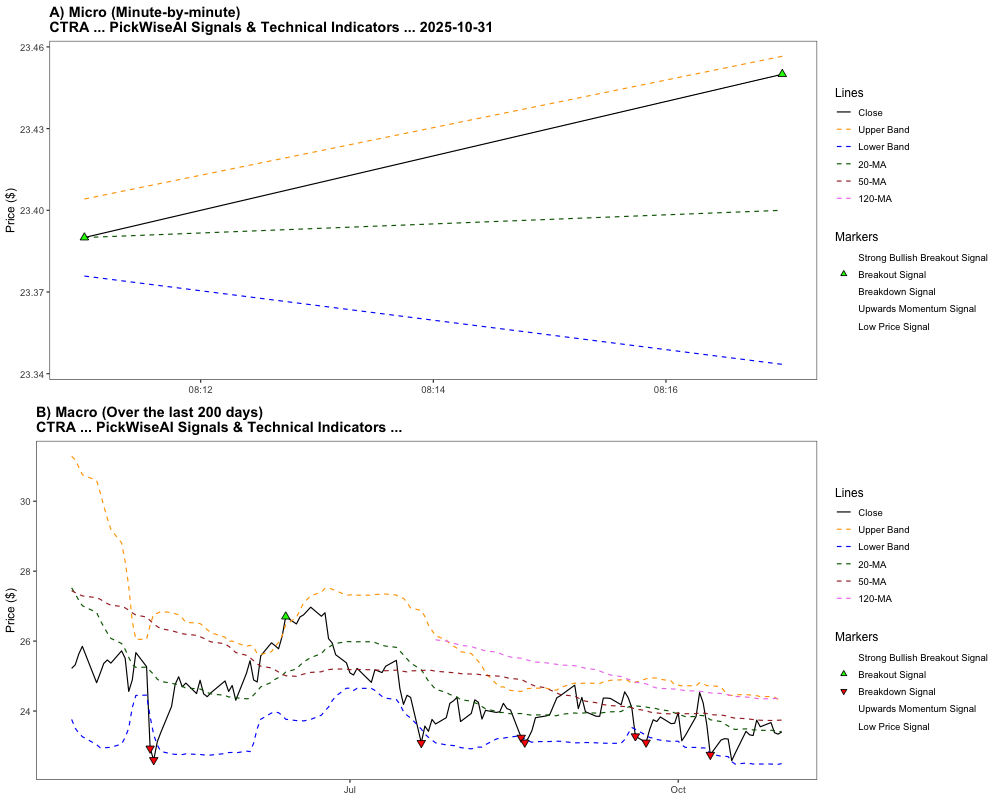 A) Micro (Minute-by-minute)
CTRA ... PickWiseAI Signals & Technical Indicators ... 2025-10-31
Price ($)
23.46
23.43
23.40
23.37
23.34
08:12
08:14
08:16
Lines
Close
Upper Band
Lower Band
20-MA
50-MA
120-MA
Markers
Strong Bullish Breakout Signal
Breakout Signal
Breakdown Signal
Upwards Momentum Signal
Low Price Signal
B) Macro (Over the last 200 days)
CTRA ... PickWiseAI Signals & Technical Indicators ...
Price ($)
30
28
26
24
Jul
Oct
Lines
Close
Upper Band
Lower Band
20-MA
50-MA
120-MA
Markers
Strong Bullish Breakout Signal
Breakout Signal
Breakdown Signal
Upwards Momentum Signal
Low Price Signal